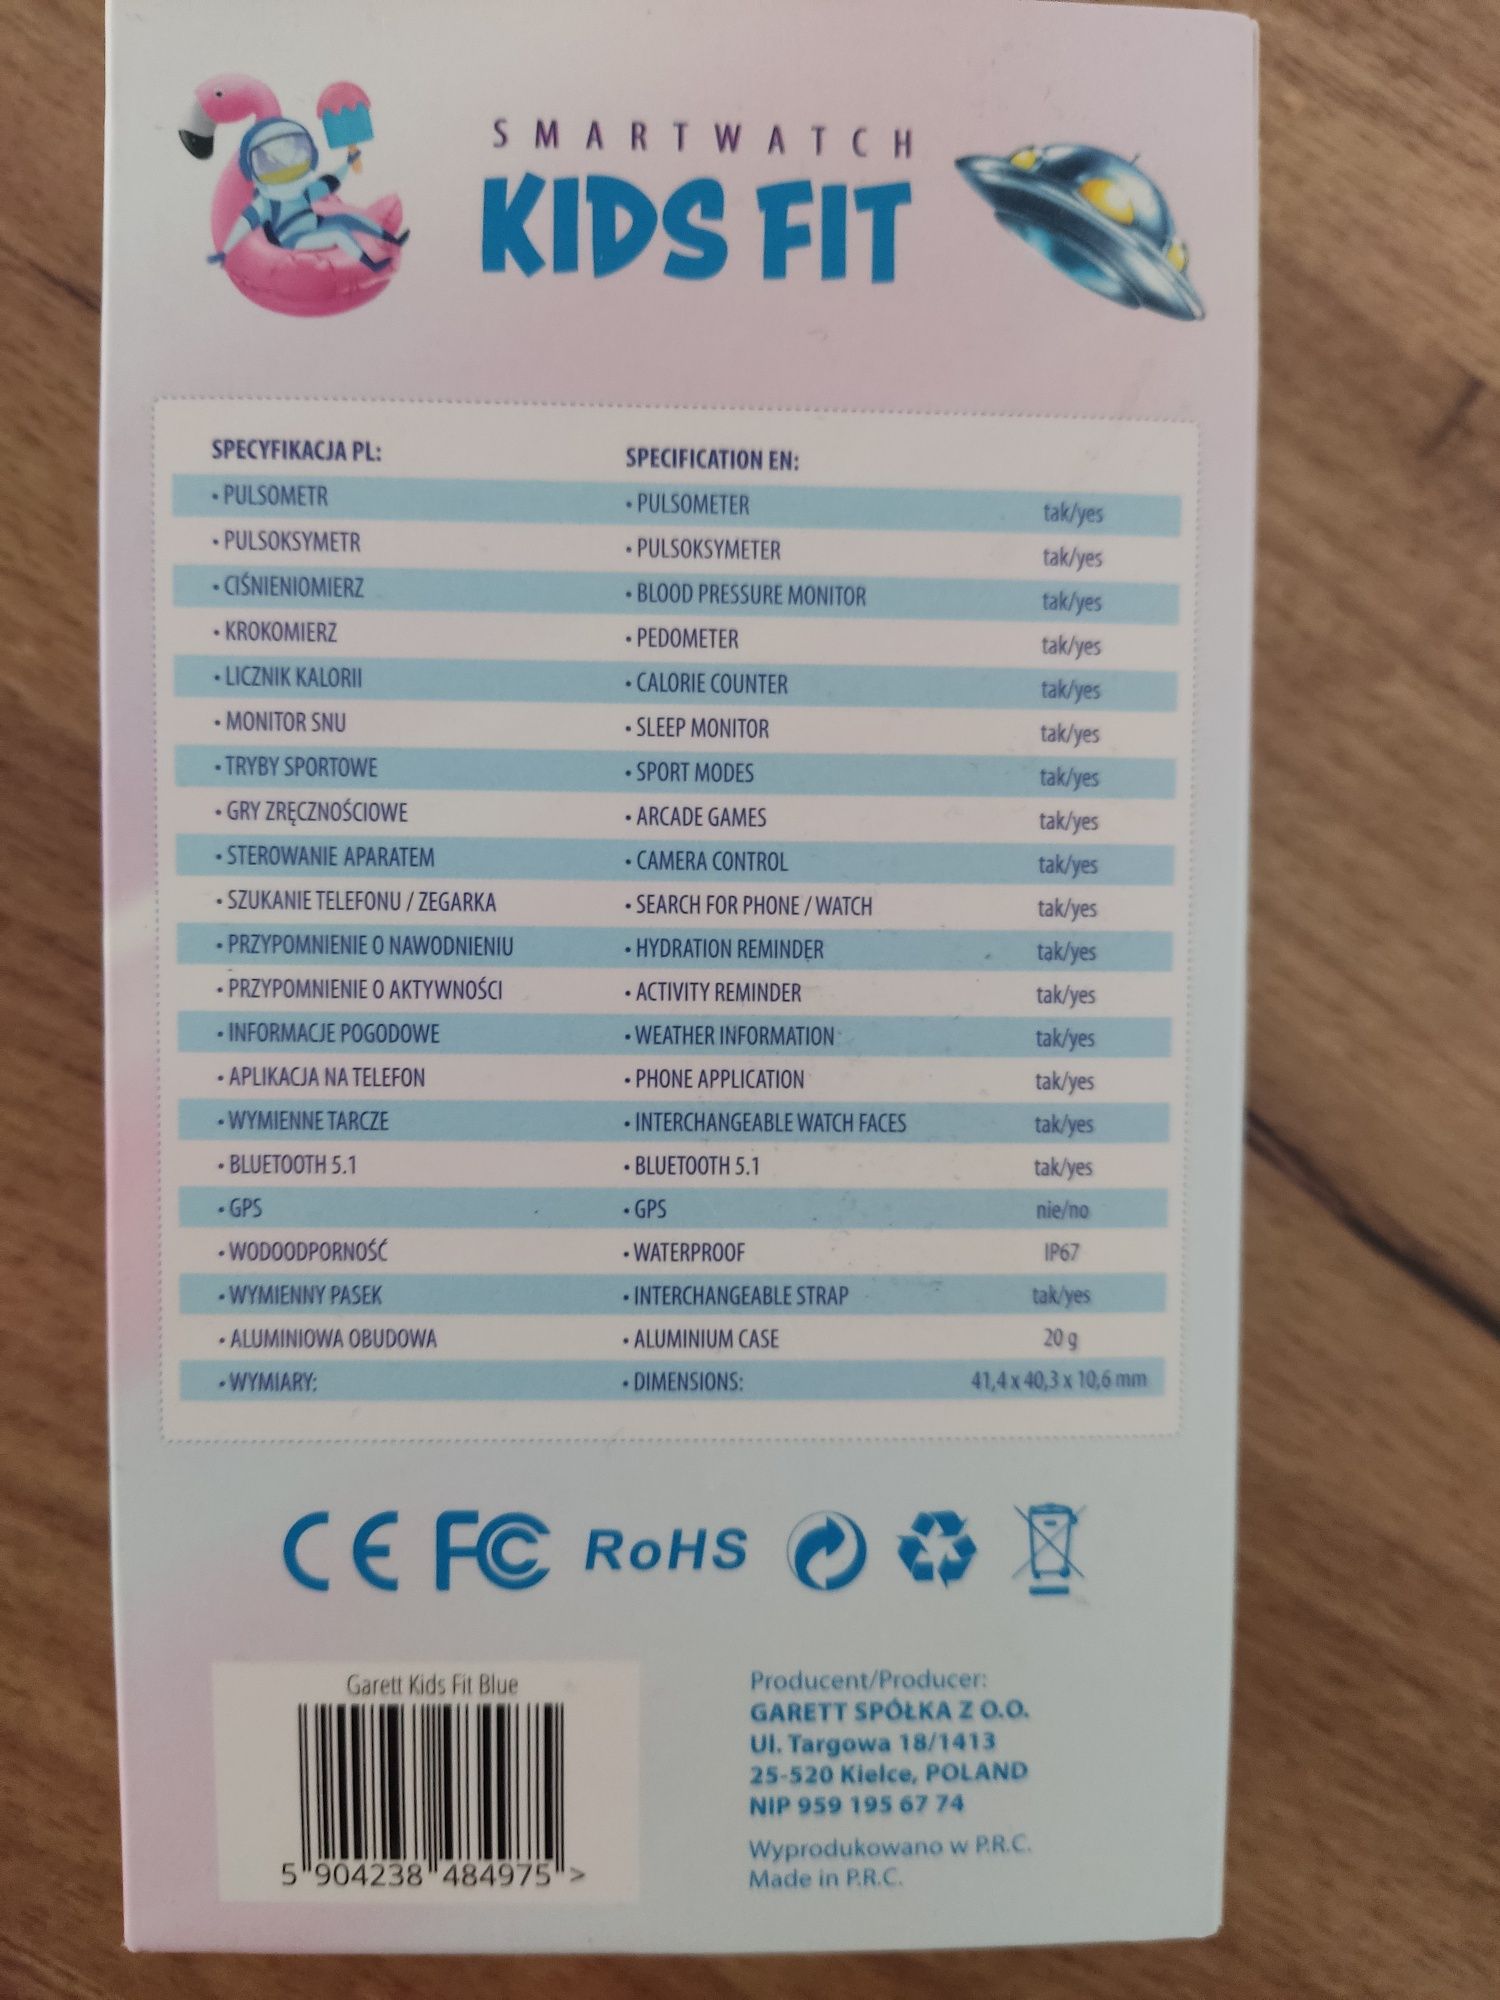 SMARTWATCH
KIDS FIT
SPECYFIKACJA PL: SPECIFICATION EN:
• PULSOMETR • PULSOMETER tak/yes
• PULSOKSYMETR • PULSOKSYMETER tak/yes
• CIŚNIENIOMIERZ • BLOOD PRESSURE MONITOR tak/yes
• KROKOMIERZ • PEDOMETER tak/yes
• LICZNIK KALORII • CALORIE COUNTER tak/yes
• MONITOR SNU • SLEEP MONITOR tak/yes
• TRYBY SPORTOWE • SPORT MODES tak/yes
• GRY ZRĘCZNOŚCIOWE • ARCADE GAMES tak/yes
• STEROWANIE APARATEM • CAMERA CONTROL tak/yes
• SZUKANIE TELEFONU / ZEGARKA • SEARCH FOR PHONE / WATCH tak/yes
• PRZYPOMNIENIE O NAWODNIENIU • HYDRATION REMINDER tak/yes
• PRZYPOMNIENIE O AKTYWNOŚCI • ACTIVITY REMINDER tak/yes
• INFORMACJE POGODOWE • WEATHER INFORMATION tak/yes
• APLIKACJA NA TELEFON • PHONE APPLICATION tak/yes
• WYMIENNE TARCZE • INTERCHANGEABLE WATCH FACES tak/yes
• BLUETOOTH 5.1 • BLUETOOTH 5.1 tak/yes
• GPS • GPS nie/no
• WODOODPORNOŚĆ • WATERPROOF IP67
• WYMIENNY PASEK • INTERCHANGEABLE STRAP tak/yes
• ALUMINIOWA OBUDOWA • ALUMINIUM CASE 20 g
• WYMIARY: • DIMENSIONS: 41,4 x 40,3 x 10,6 mm
CE FC RoHS
Garett Kids Fit Blue
5 904238 484975 >
Producent/Producer:
GARETT SPÓŁKA Z O.O.
Ul. Targowa 18/1413
25-520 Kielce, POLAND
NIP 959 195 67 74
Wyprodukowano w P.R.C.
Made in P.R.C.